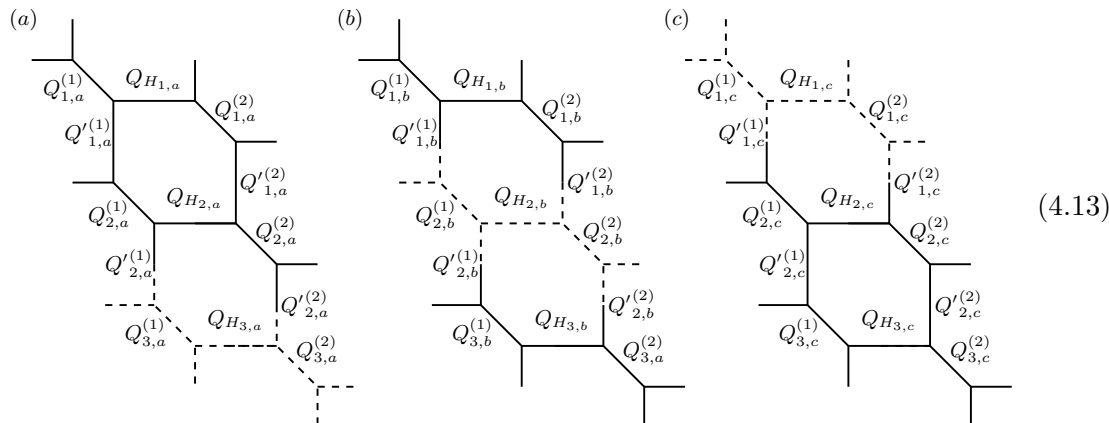 (a) (b) (c)
Q_{1,a}^{(1)} Q_{H_{1,a}} Q_{1,a}^{(2)} Q_{1,b}^{(1)} Q_{H_{1,b}} Q_{1,b}^{(2)} Q_{1,c}^{(1)} Q_{H_{1,c}} Q_{1,c}^{(2)}
Q'^{(1)}_{1,a} Q'^{(2)}_{1,a} Q'^{(1)}_{1,b} Q'^{(2)}_{1,b} Q'^{(1)}_{1,c} Q'^{(2)}_{1,c}
Q_{2,a}^{(1)} Q_{H_{2,a}} Q_{2,a}^{(2)} Q_{2,b}^{(1)} Q_{H_{2,b}} Q_{2,b}^{(2)} Q_{2,c}^{(1)} Q_{H_{2,c}} Q_{2,c}^{(2)} (4.13)
Q'^{(1)}_{2,a} Q'^{(2)}_{2,a} Q'^{(1)}_{2,b} Q'^{(2)}_{2,b} Q'^{(1)}_{2,c} Q'^{(2)}_{2,c}
Q_{3,a}^{(1)} Q_{H_{3,a}} Q_{3,a}^{(2)} Q_{3,b}^{(1)} Q_{H_{3,b}} Q_{3,a}^{(2)} Q_{3,c}^{(1)} Q_{H_{3,c}} Q_{3,c}^{(2)}